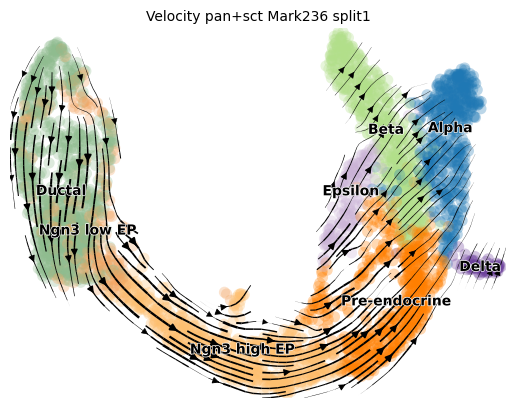 Velocity pan+sct Mark236 split1
Beta
Alpha
Ductal
Epsilon
Ngn3 low EP
Delta
Pre-endocrine
Ngn3 high EP